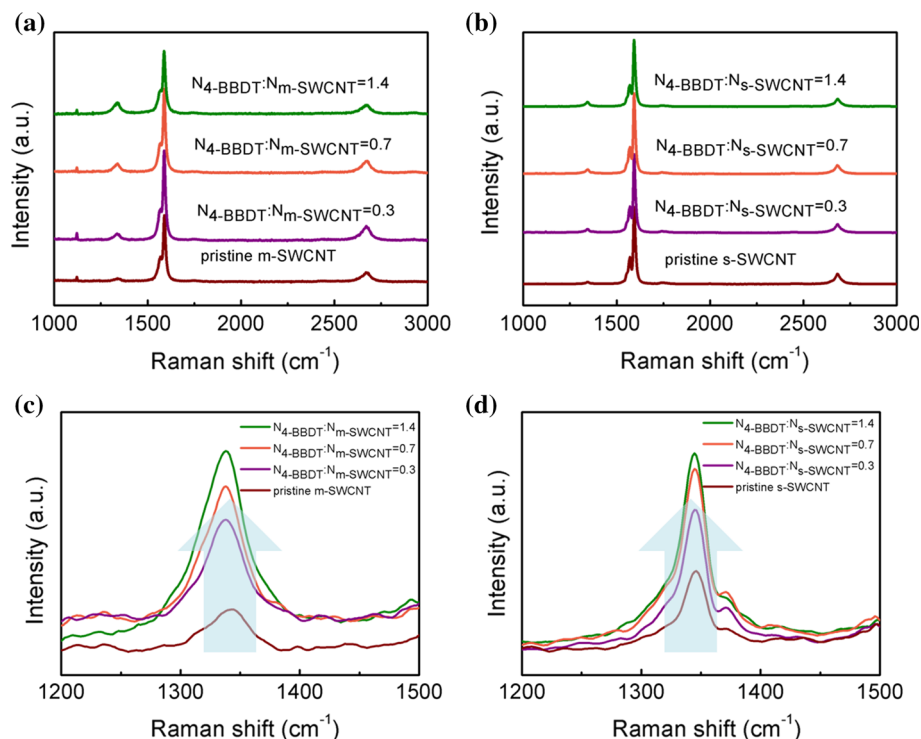 (a)
N4-BBDT:Nm-SWCNT=1.4
N4-BBDT:Nm-SWCNT=0.7
N4-BBDT:Nm-SWCNT=0.3
pristine m-SWCNT
Intensity (a.u.)
1000 1500 2000 2500 3000
Raman shift (cm-1)
(b)
N4-BBDT:Ns-SWCNT=1.4
N4-BBDT:Ns-SWCNT=0.7
N4-BBDT:Ns-SWCNT=0.3
pristine s-SWCNT
Intensity (a.u.)
1000 1500 2000 2500 3000
Raman shift (cm-1)
(c)
N4-BBDT:Nm-SWCNT=1.4
N4-BBDT:Nm-SWCNT=0.7
N4-BBDT:Nm-SWCNT=0.3
pristine m-SWCNT
Intensity (a.u.)
1200 1300 1400 1500
Raman shift (cm-1)
(d)
N4-BBDT:Ns-SWCNT=1.4
N4-BBDT:Ns-SWCNT=0.7
N4-BBDT:Ns-SWCNT=0.3
pristine s-SWCNT
Intensity (a.u.)
1200 1300 1400 1500
Raman shift (cm-1)